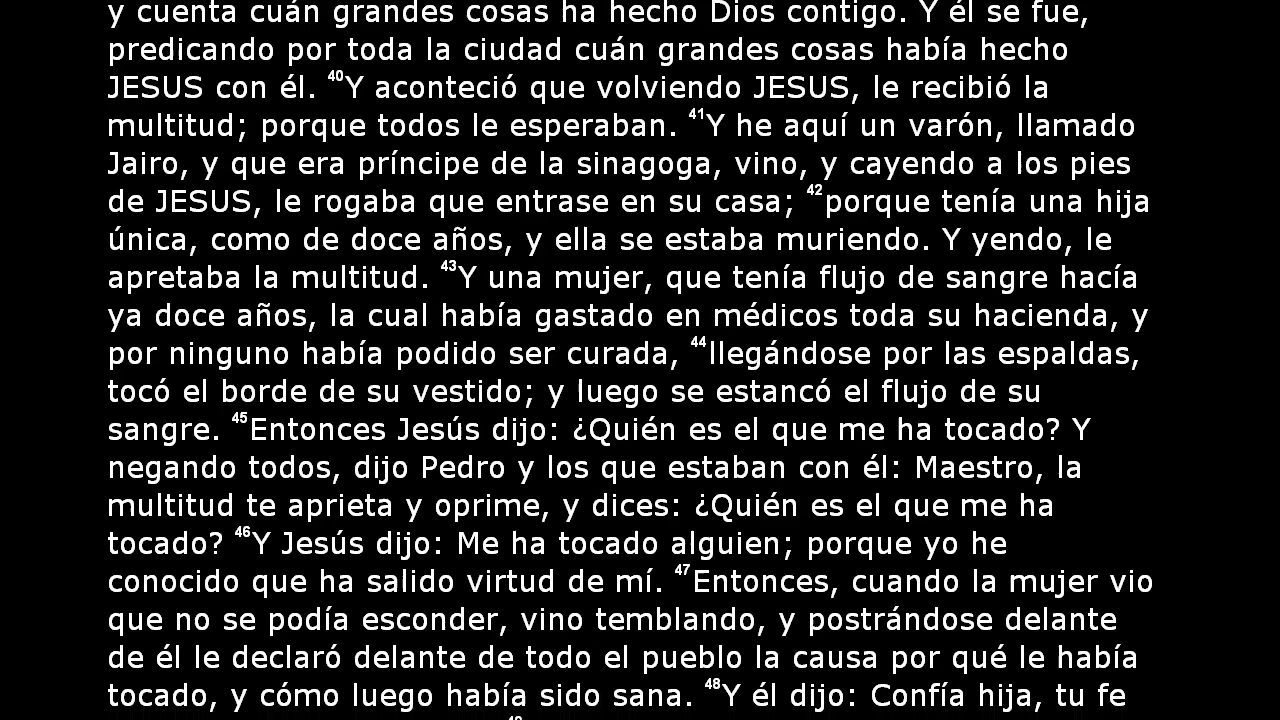 y cuenta cuán grandes cosas ha hecho Dios contigo. Y él se fue,
predicando por toda la ciudad cuán grandes cosas había hecho
JESUS con él. 40Y aconteció que volviendo JESUS, le recibió la
multitud; porque todos le esperaban. 41Y he aquí un varón, llamado
Jairo, y que era príncipe de la sinagoga, vino, y cayendo a los pies
de JESUS, le rogaba que entrase en su casa; 42porque tenía una hija
única, como de doce años, y ella se estaba muriendo. Y yendo, le
apretaba la multitud. 43Y una mujer, que tenía flujo de sangre hacía
ya doce años, la cual había gastado en médicos toda su hacienda, y
por ninguno había podido ser curada, 44llegándose por las espaldas,
tocó el borde de su vestido; y luego se estancó el flujo de su
sangre. 45Entonces Jesús dijo: ¿Quién es el que me ha tocado? Y
negando todos, dijo Pedro y los que estaban con él: Maestro, la
multitud te aprieta y oprime, y dices: ¿Quién es el que me ha
tocado? 46Y Jesús dijo: Me ha tocado alguien; porque yo he
conocido que ha salido virtud de mí. 47Entonces, cuando la mujer vio
que no se podía esconder, vino temblando, y postrándose delante
de él le declaró delante de todo el pueblo la causa por qué le había
tocado, y cómo luego había sido sana. 48Y él dijo: Confía hija, tu fe